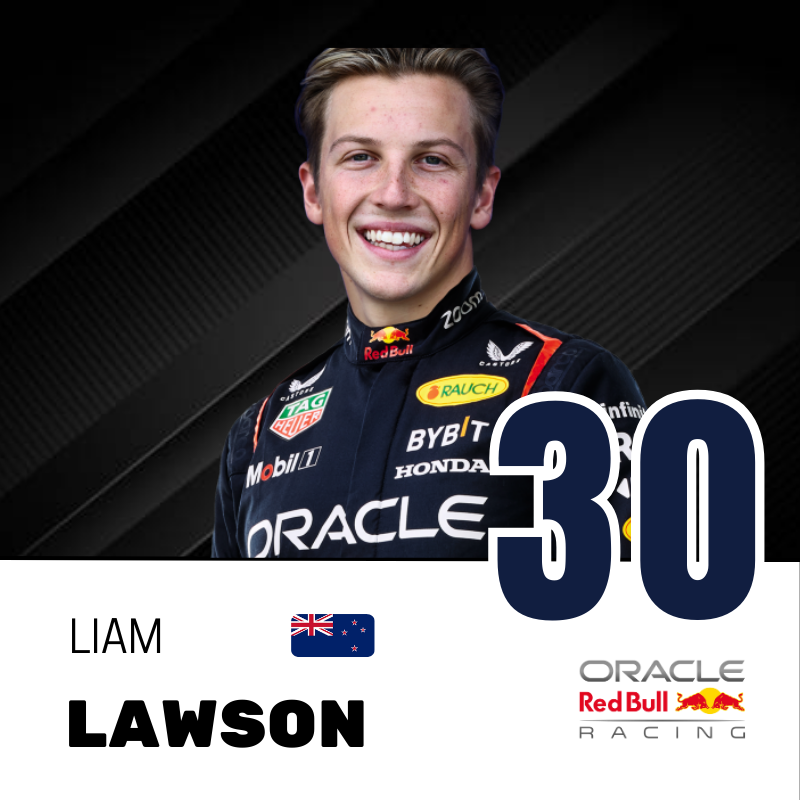 zoom
Red Bull
CASTORE
CASTORE
RAUCH
TAG
HEUER
BYBIT
Mobil 1
HONDA
ORACLE
30
LIAM
LAWSON
ORACLE
Red Bull
RACING